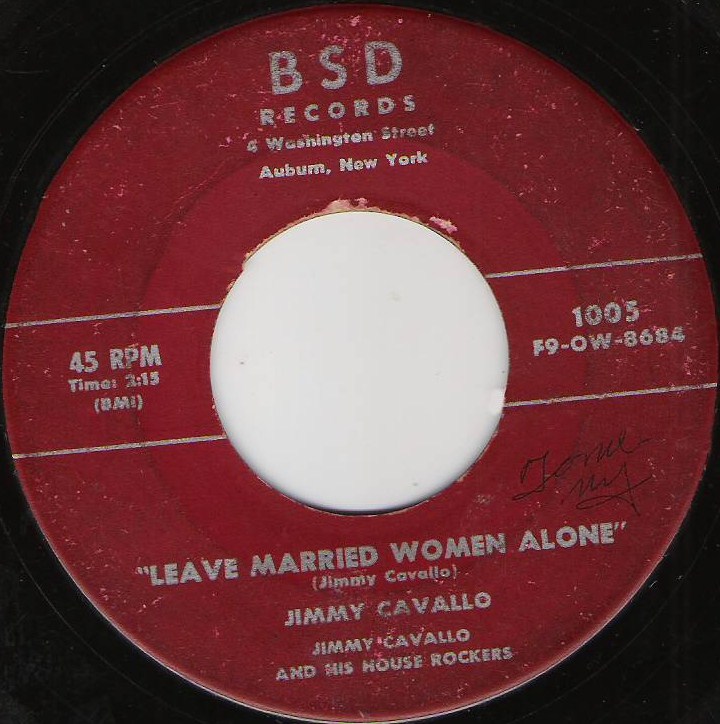 BSD
RECORDS
4 Washington Street
Auburn, New York
45 RPM
Time: 2:15
(BMI)
1005
F9-OW-8684
"LEAVE MARRIED WOMEN ALONE"
(Jimmy Cavallo)
JIMMY CAVALLO
JIMMY CAVALLO
AND HIS HOUSE ROCKERS